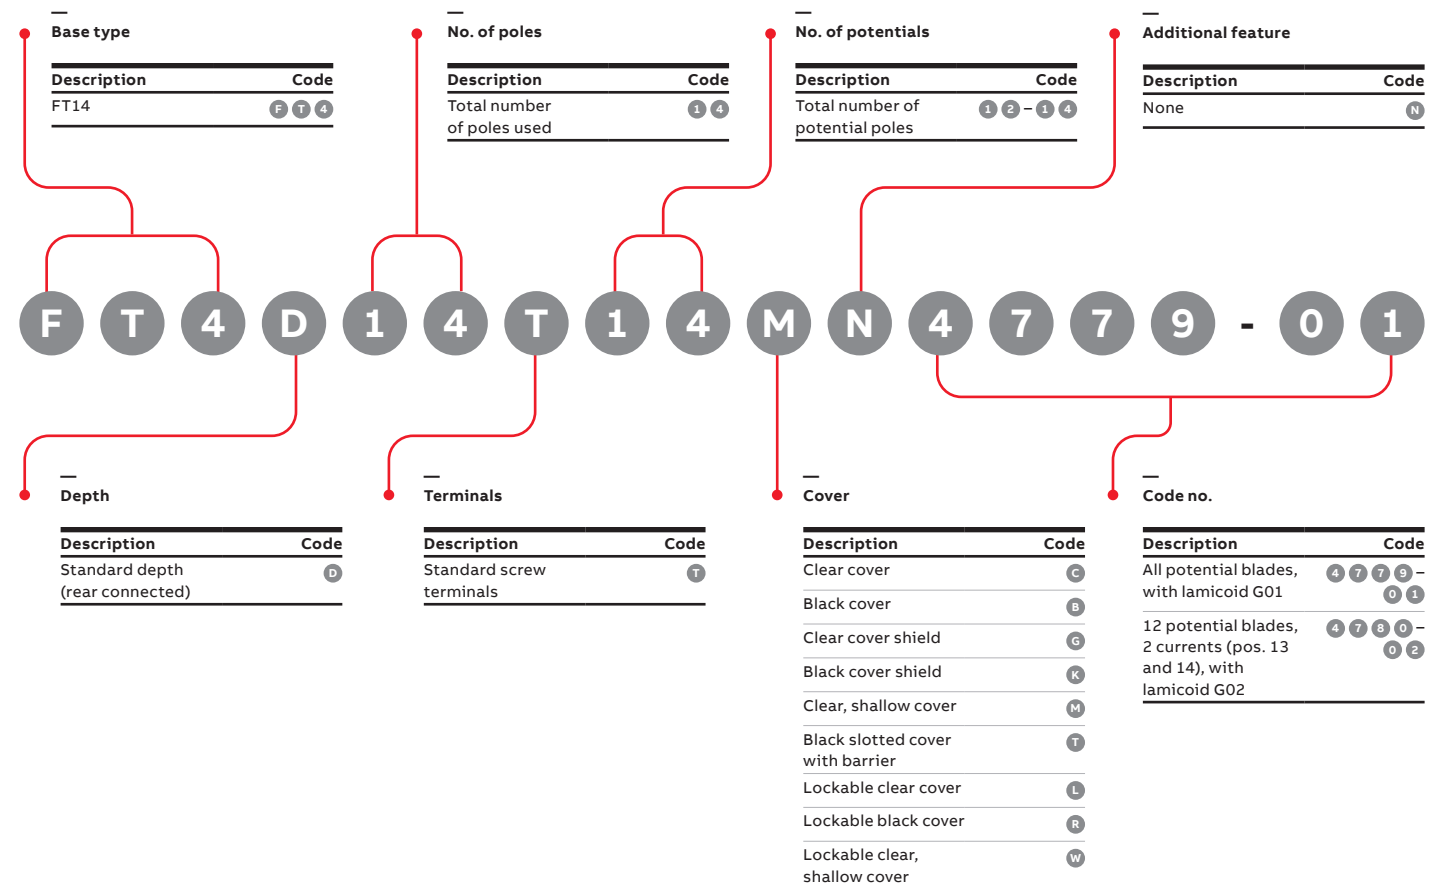 Base type
Description Code
FT14 F T 4
No. of poles
Description Code
Total number 1 4
of poles used
No. of potentials
Description Code
Total number of 1 2 – 1 4
potential poles
Additional feature
Description Code
None N
F T 4 D 1 4 T 1 4 M N 4 7 7 9 - 0 1
Depth
Description Code
Standard depth D
(rear connected)
Terminals
Description Code
Standard screw T
terminals
Cover
Description Code
Clear cover C
Black cover B
Clear cover shield G
Black cover shield K
Clear, shallow cover M
Black slotted cover T
with barrier
Lockable clear cover L
Lockable black cover R
Lockable clear, W
shallow cover
Code no.
Description Code
All potential blades, 4 7 7 9 –
with lamicoid G01 0 1
12 potential blades, 4 7 8 0 –
2 currents (pos. 13 0 2
and 14), with
lamicoid G02